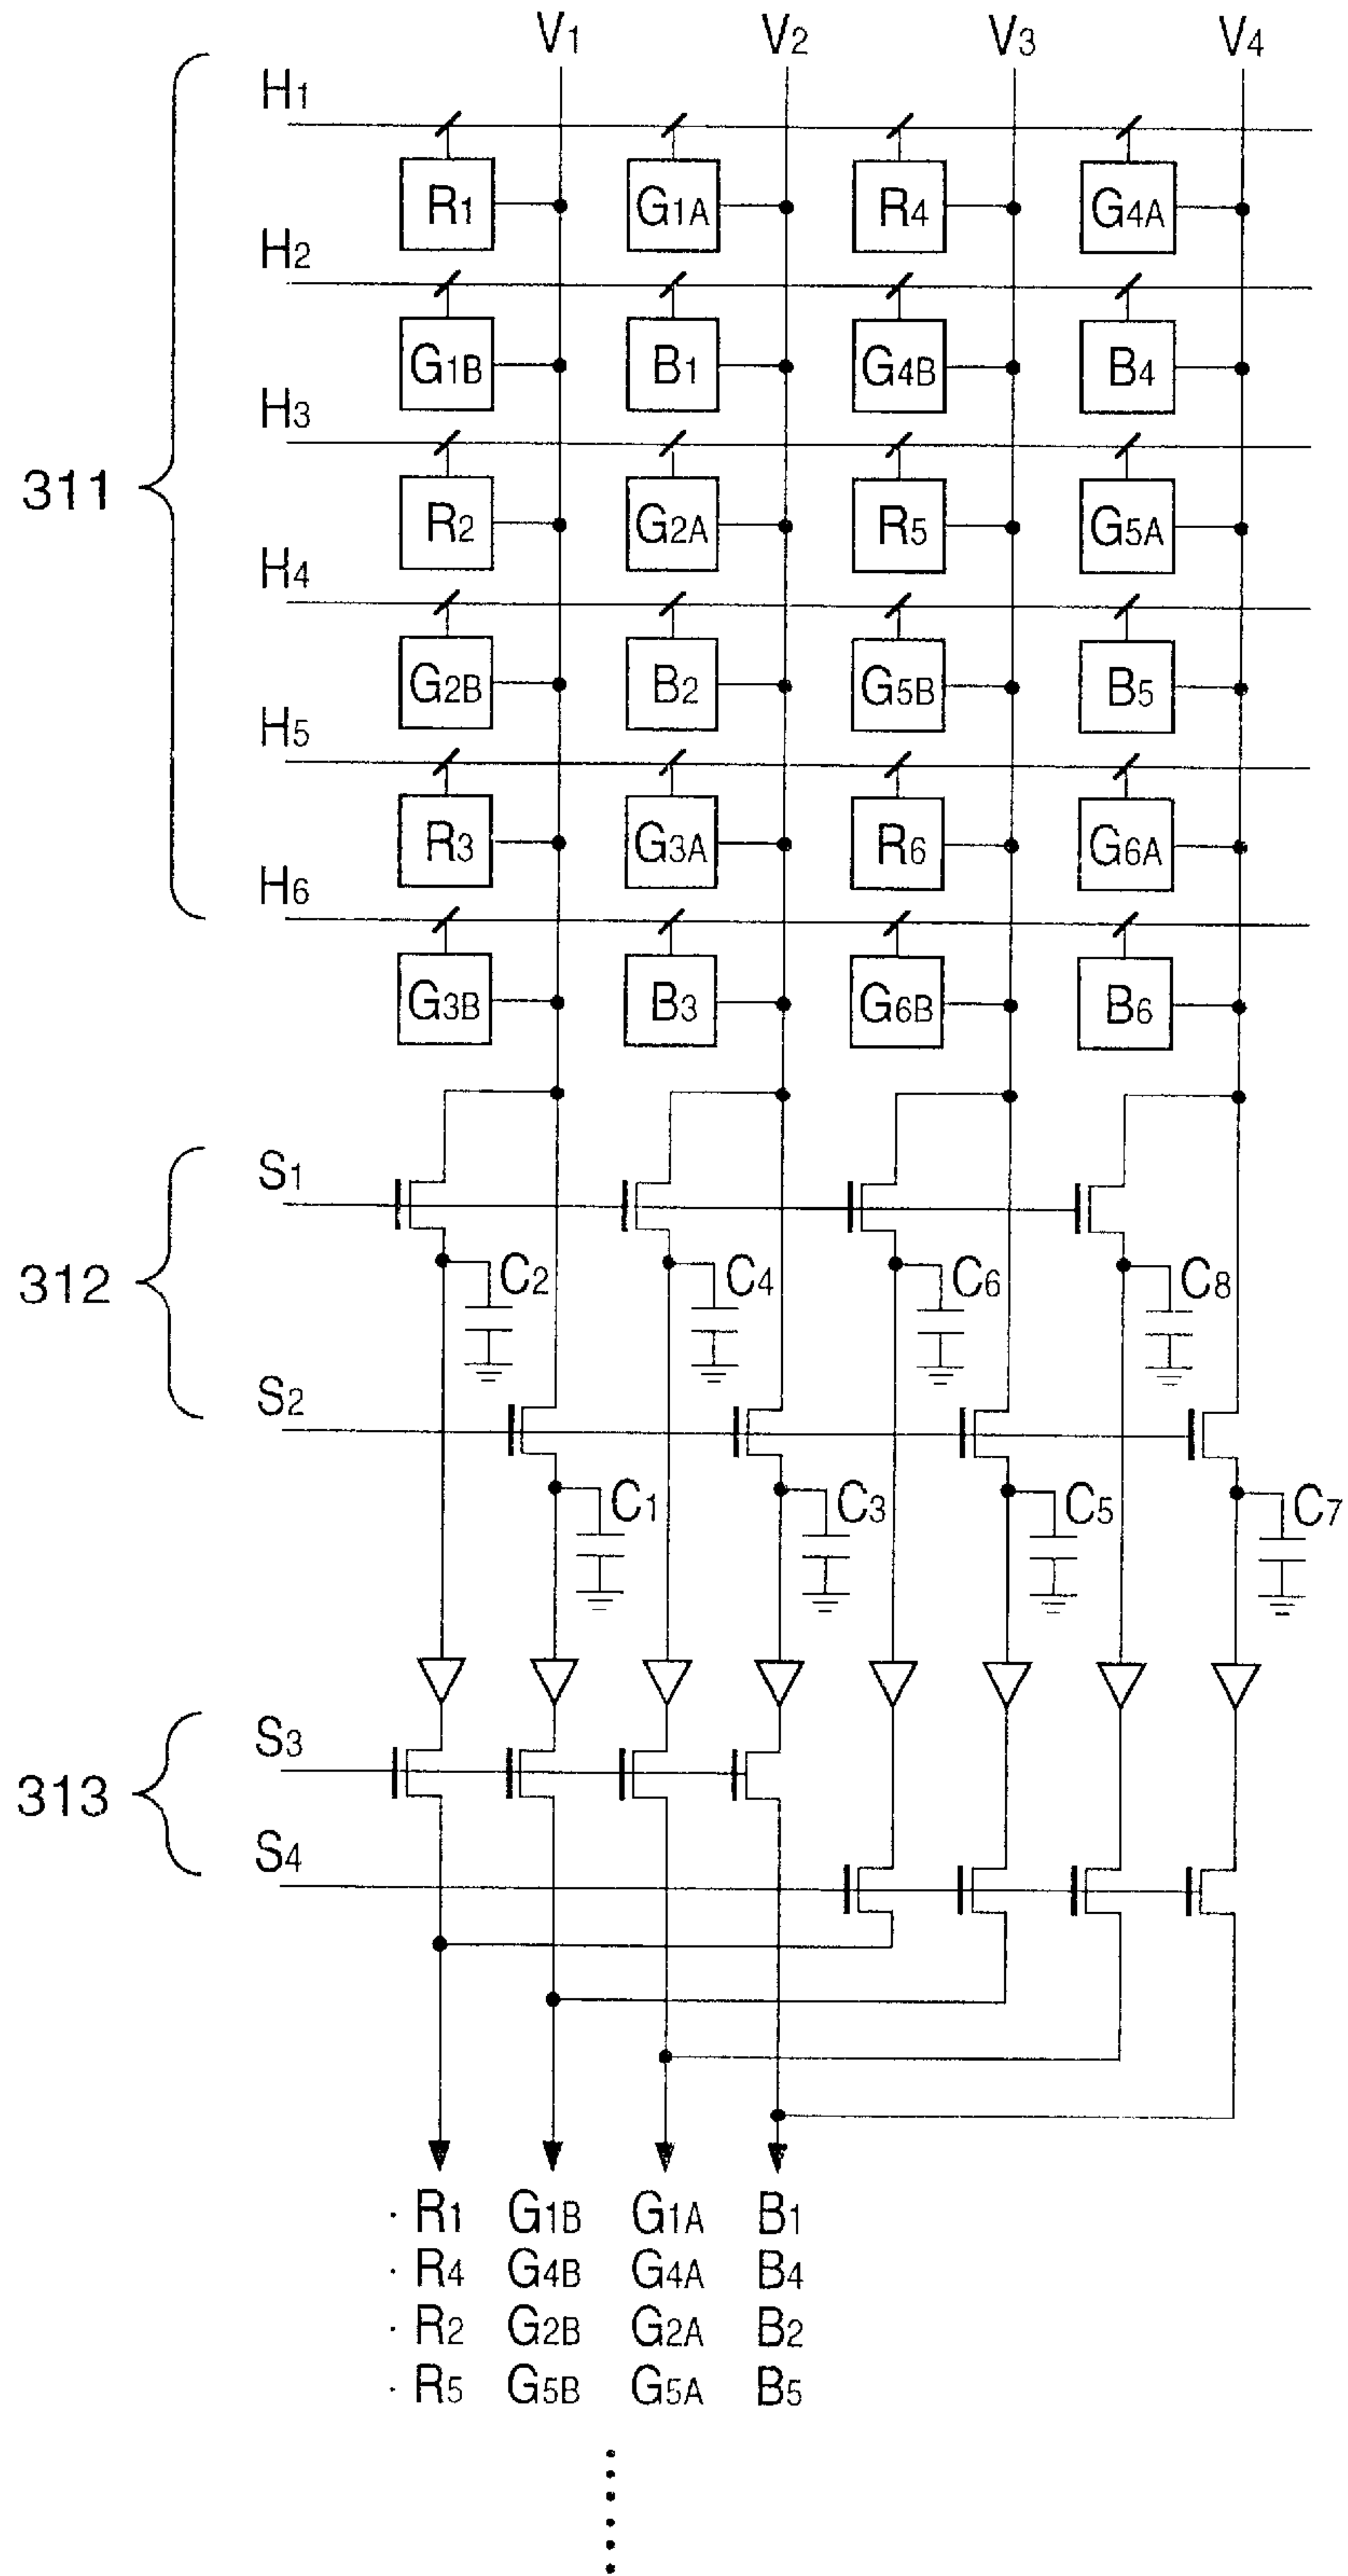 V1 V2 V3 V4
H1
R1 G1A R4 G4A
H2
G1B B1 G4B B4
H3
311
R2 G2A R5 G5A
H4
G2B B2 G5B B5
H5
R3 G3A R6 G6A
H6
G3B B3 G6B B6
S1
312
C2 C4 C6 C8
S2
C1 C3 C5 C7
S3
313
S4
· R1 G1B G1A B1
· R4 G4B G4A B4
· R2 G2B G2A B2
· R5 G5B G5A B5